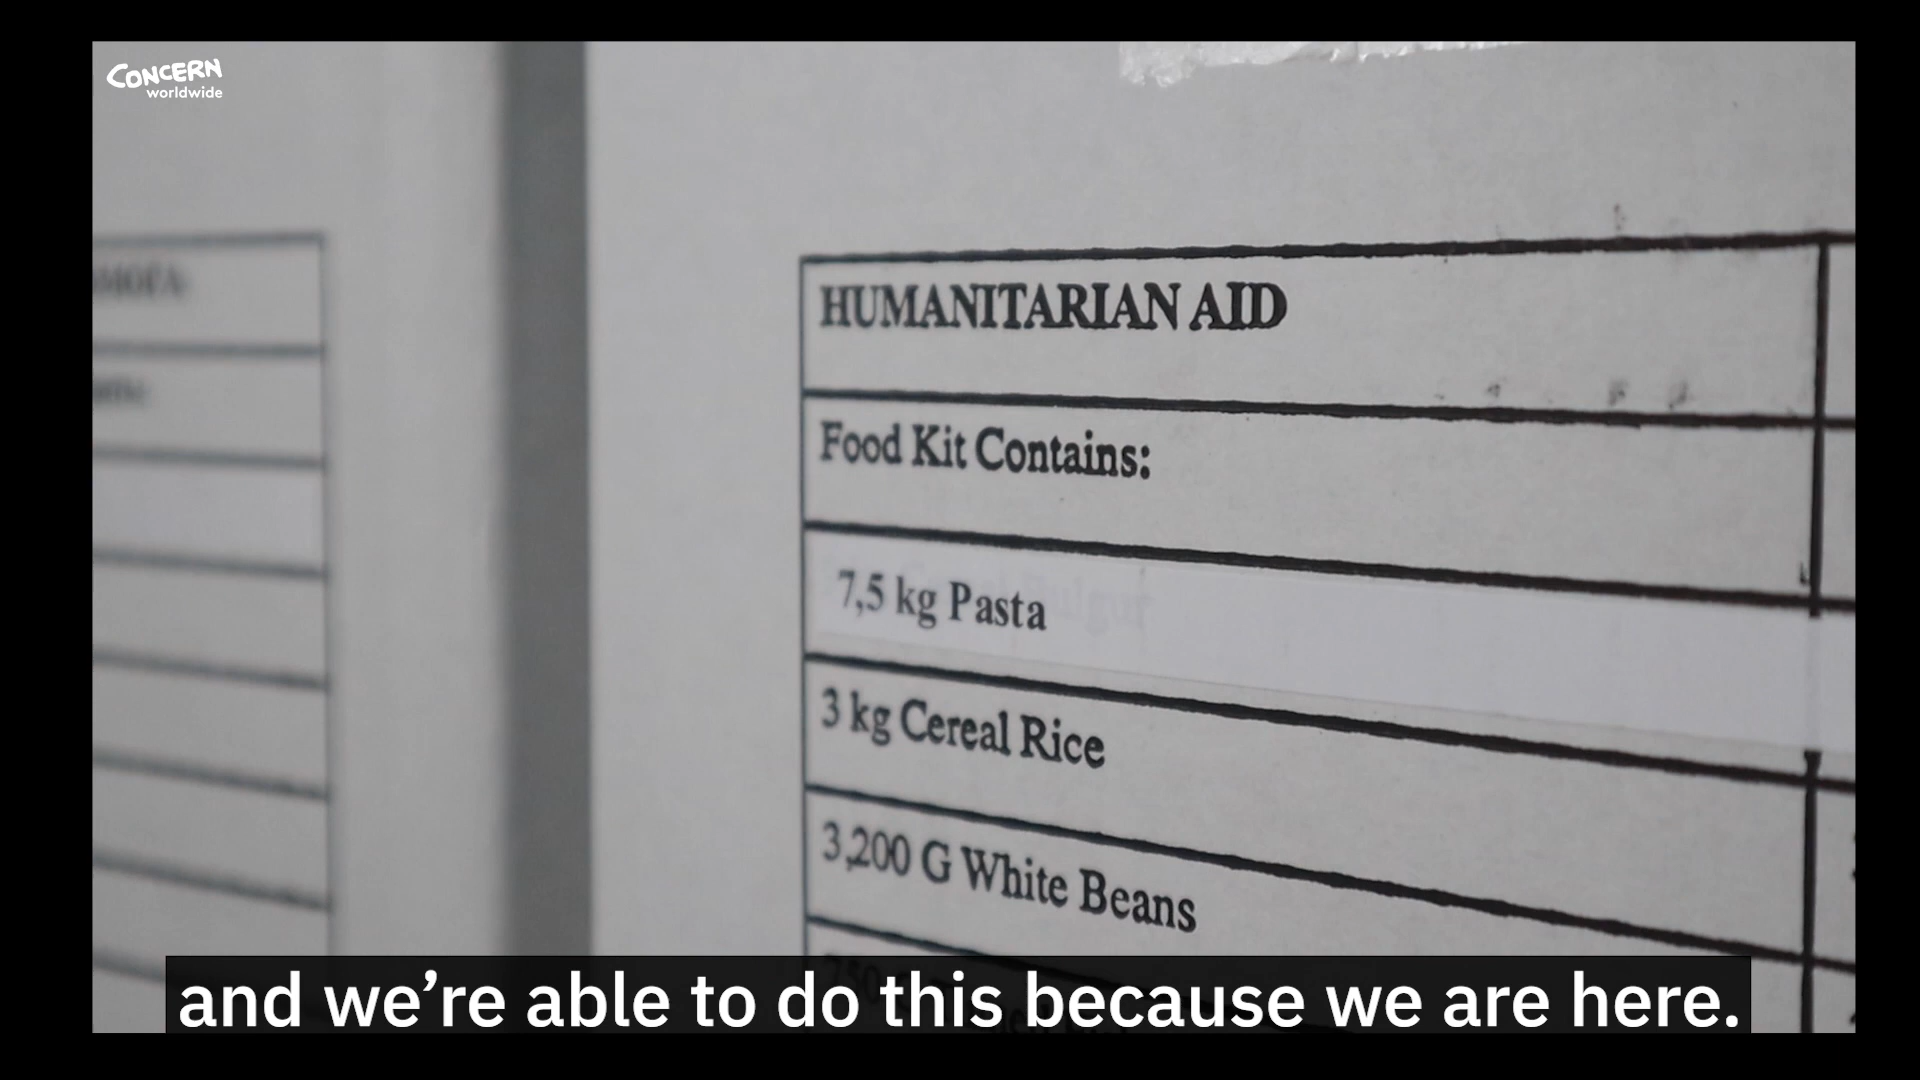 CONCERN
worldwide
HUMANITARIAN AID
Food Kit Contains:
7,5 kg Pasta
3 kg Cereal Rice
3,200 G White Beans
and we're able to do this because we are here.